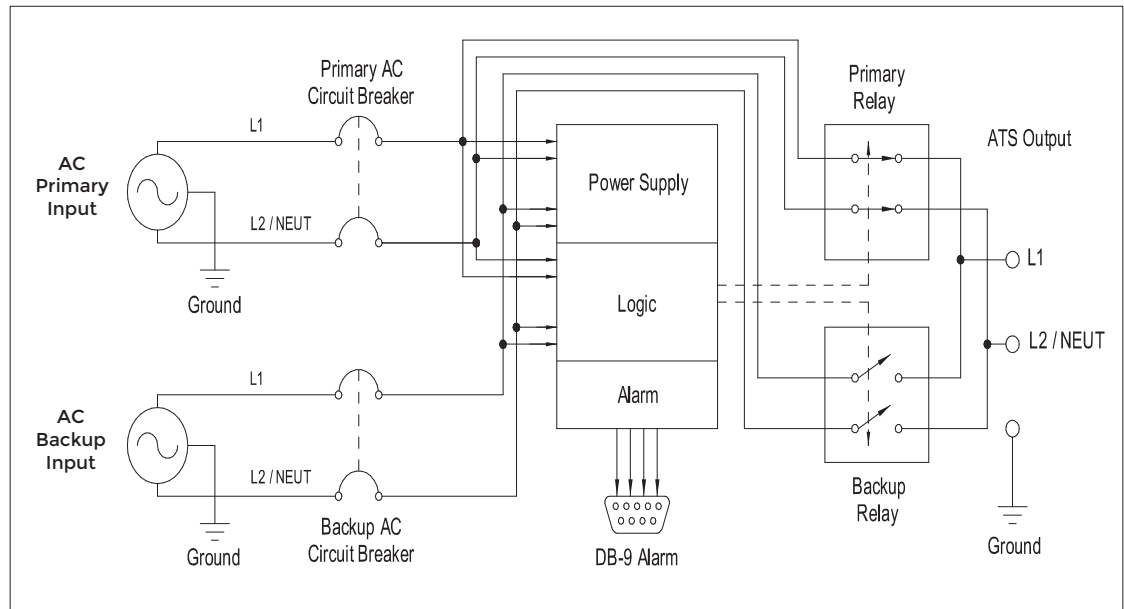 Primary AC
Circuit Breaker
L1
AC
Primary
Input
L2 / NEUT
Ground
L1
AC
Backup
Input
L2 / NEUT
Ground
Backup AC
Circuit Breaker
Power Supply
Logic
Alarm
DB-9 Alarm
Primary
Relay
ATS Output
L1
L2 / NEUT
Backup
Relay
Ground